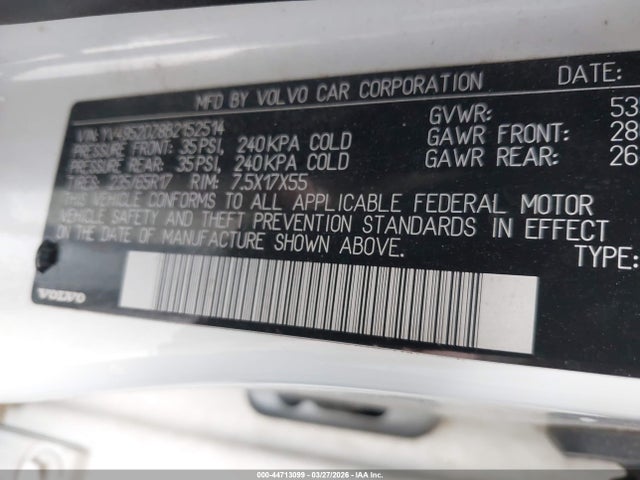 MFD BY VOLVO CAR CORPORATION DATE:
VIN: YV4952DZ8B2152514 GVWR: 53
PRESSURE FRONT: 35PSI, 240KPA COLD GAWR FRONT: 28
PRESSURE REAR: 35PSI, 240KPA COLD GAWR REAR: 26
TIRES: 235/65R17 RIM: 7.5X17X55
THIS VEHICLE CONFORMS TO ALL APPLICABLE FEDERAL MOTOR
VEHICLE SAFETY AND THEFT PREVENTION STANDARDS IN EFFECT
ON THE DATE OF MANUFACTURE SHOWN ABOVE.
TYPE:
VOLVO
000-44713099 | 03/27/2026 - IAAI.com